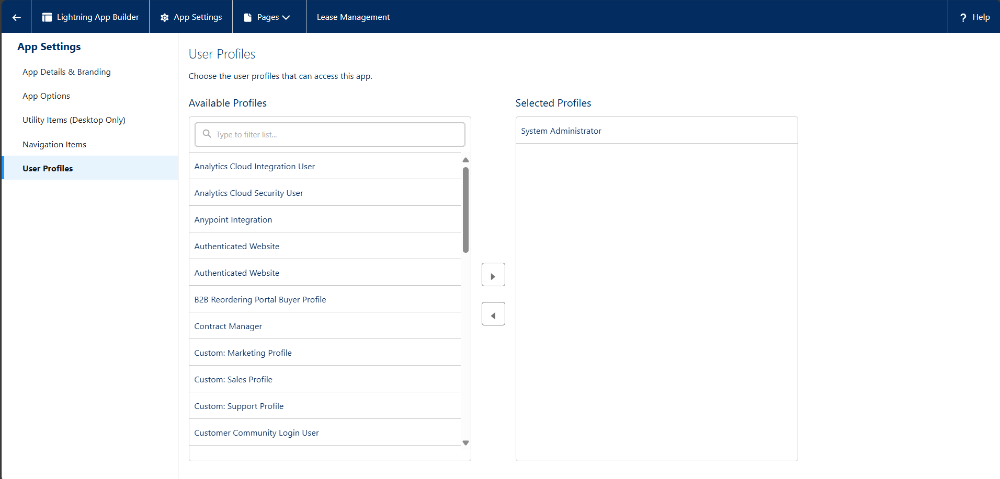 Lightning App Builder
App Settings
Pages
Lease Management
? Help
App Settings
App Details & Branding
App Options
Utility Items (Desktop Only)
Navigation Items
User Profiles
User Profiles
Choose the user profiles that can access this app.
Available Profiles
Type to filter list...
Analytics Cloud Integration User
Analytics Cloud Security User
Anypoint Integration
Authenticated Website
Authenticated Website
B2B Reordering Portal Buyer Profile
Contract Manager
Custom: Marketing Profile
Custom: Sales Profile
Custom: Support Profile
Customer Community Login User
Selected Profiles
System Administrator